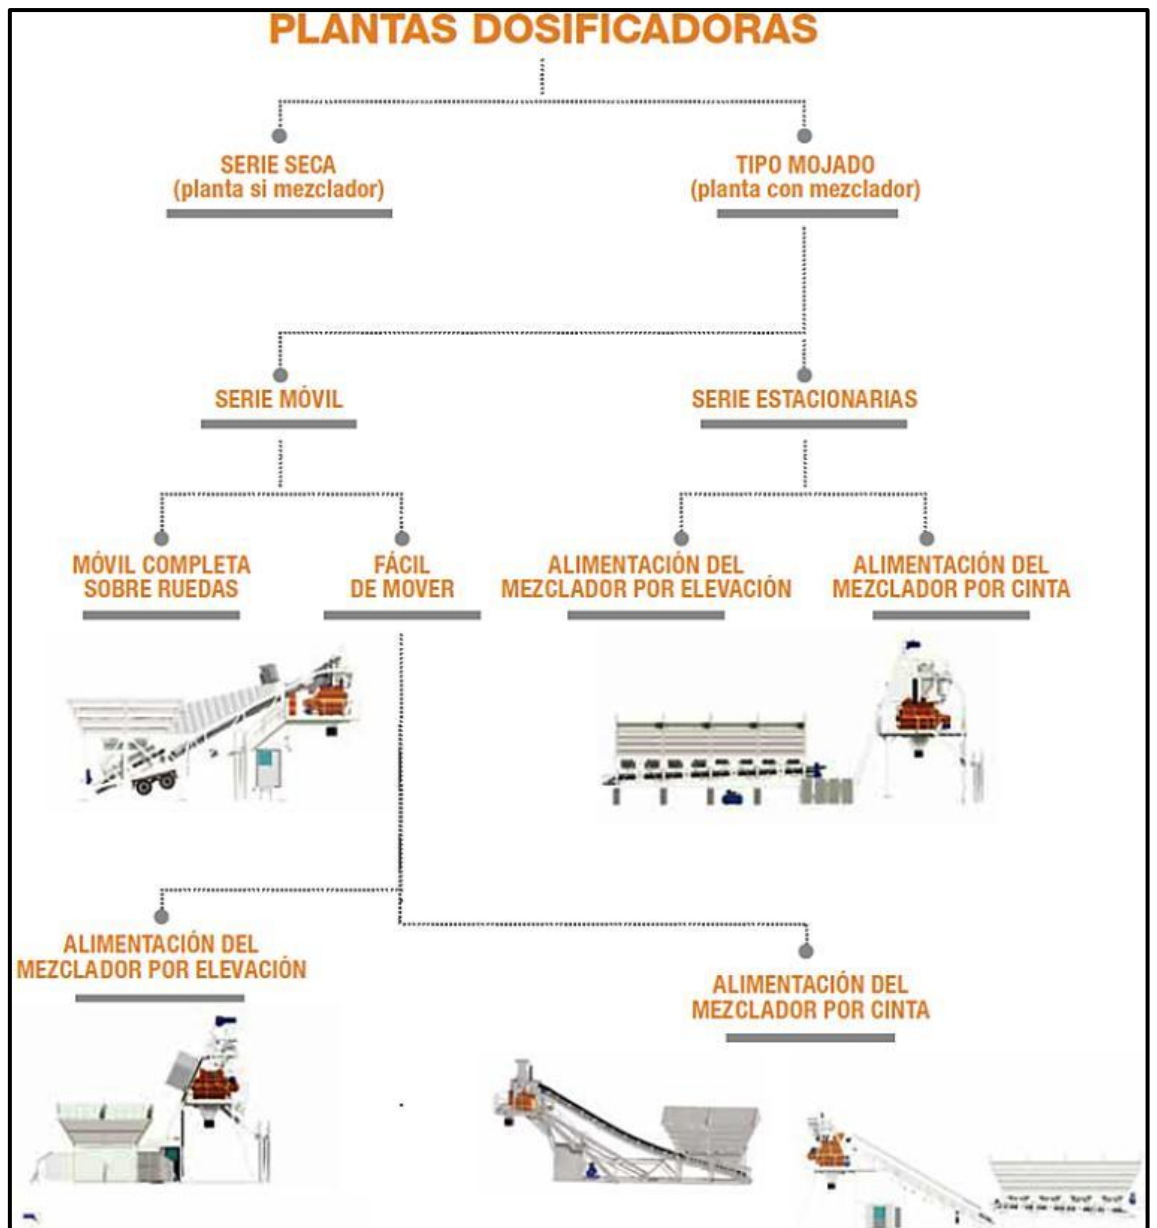 PLANTAS DOSIFICADORAS
SERIE SECA
(planta si mezclador)
TIPO MOJADO
(planta con mezclador)
SERIE MÓVIL
SERIE ESTACIONARIAS
MÓVIL COMPLETA
SOBRE RUEDAS
FÁCIL
DE MOVER
ALIMENTACIÓN DEL
MEZCLADOR POR ELEVACIÓN
ALIMENTACIÓN DEL
MEZCLADOR POR CINTA
ALIMENTACIÓN DEL
MEZCLADOR POR ELEVACIÓN
ALIMENTACIÓN DEL
MEZCLADOR POR CINTA